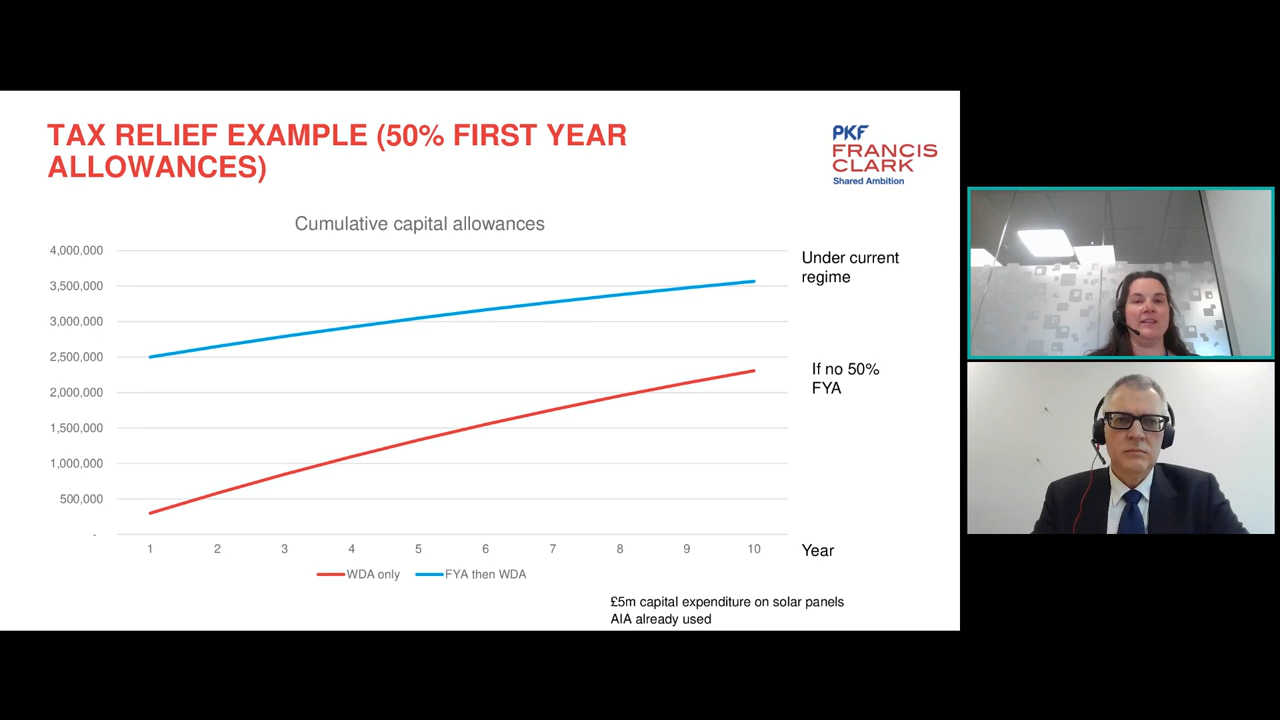 TAX RELIEF EXAMPLE (50% FIRST YEAR
ALLOWANCES)
PKF
FRANCIS
CLARK
Shared Ambition
Cumulative capital allowances
4,000,000
3,500,000
3,000,000
2,500,000
2,000,000
1,500,000
1,000,000
500,000
-
1 2 3 4 5 6 7 8 9 10
Year
WDA only FYA then WDA
Under current
regime
If no 50%
FYA
£5m capital expenditure on solar panels
AIA already used